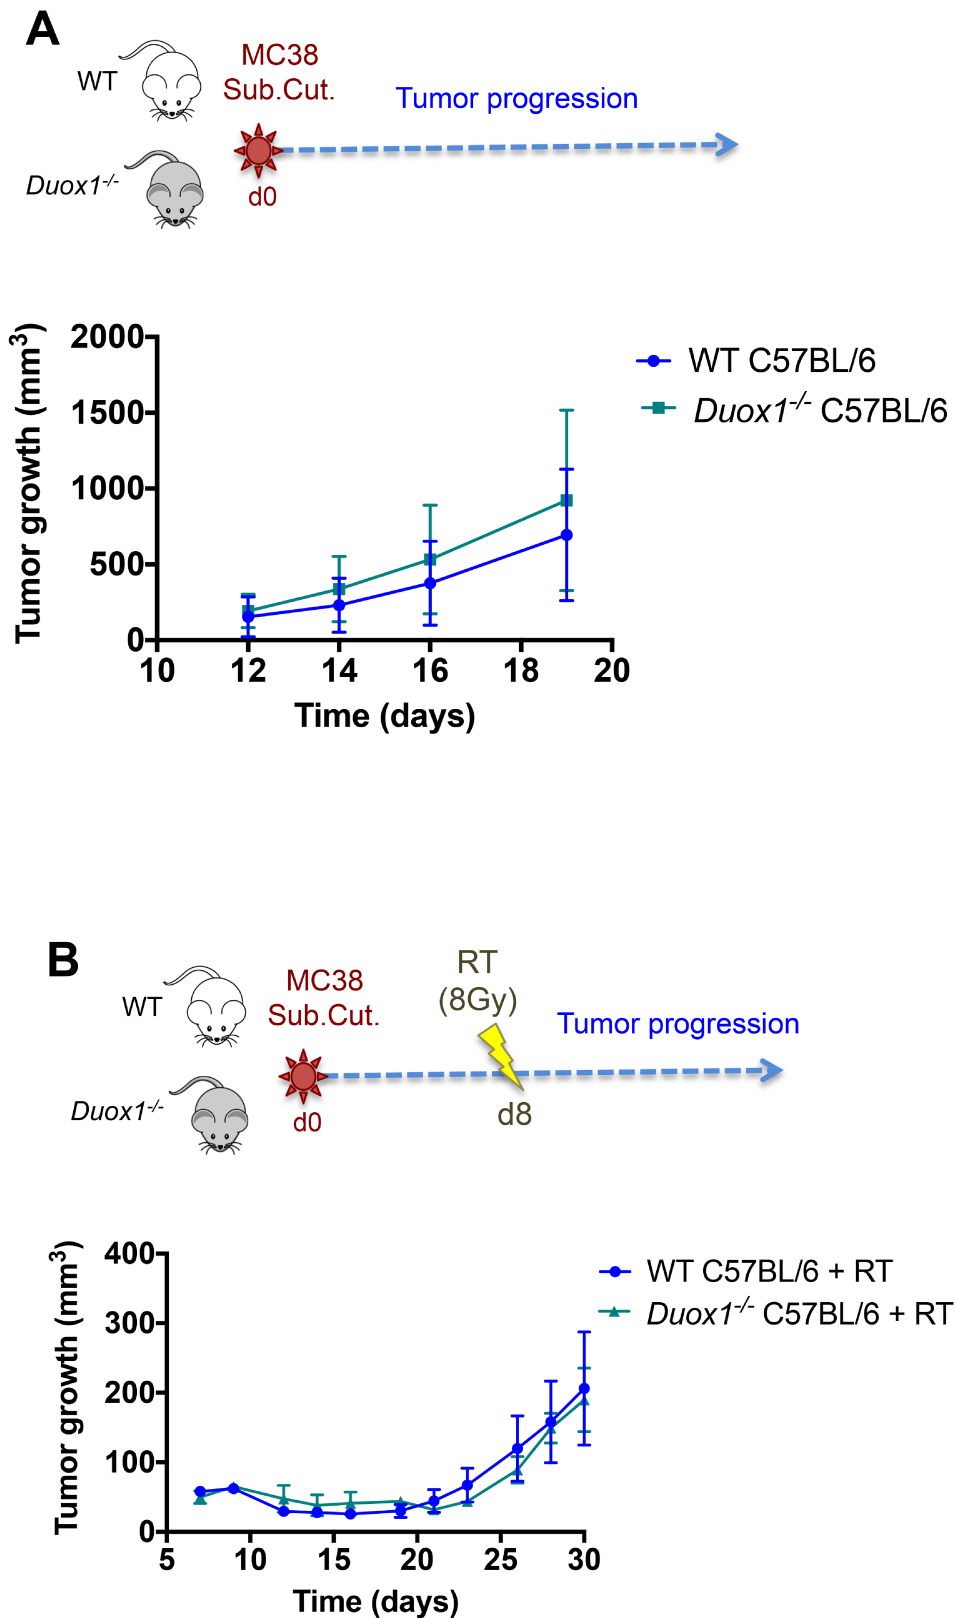 A
WT
MC38
Sub.Cut.
Tumor progression
Duox1-/-
d0
Tumor growth (mm3)
2000
1500
1000
500
0
10 12 14 16 18 20
Time (days)
WT C57BL/6
Duox1-/- C57BL/6
B
WT
MC38
Sub.Cut.
RT
(8Gy)
Tumor progression
Duox1-/-
d0
d8
Tumor growth (mm3)
400
300
200
100
0
5 10 15 20 25 30
Time (days)
WT C57BL/6 + RT
Duox1-/- C57BL/6 + RT